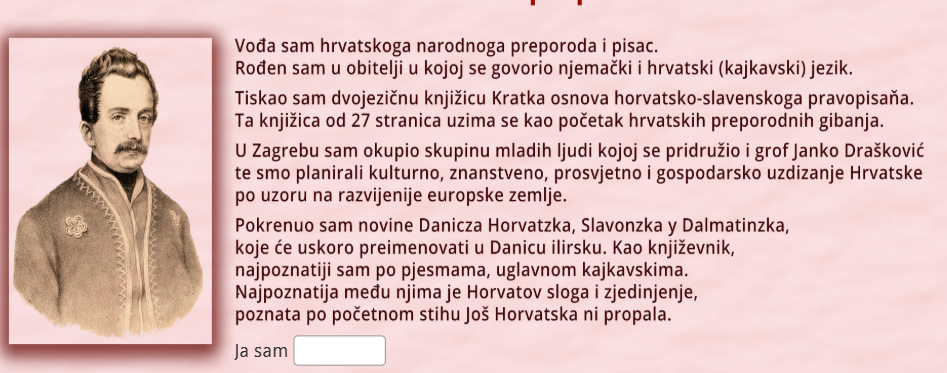 Vođa sam hrvatskoga narodnoga preporoda i pisac.
Rođen sam u obitelji u kojoj se govorio njemački i hrvatski (kajkavski) jezik.
Tiskao sam dvojezičnu knjižicu Kratka osnova horvatsko-slavenskoga pravopisaňa.
Ta knjižica od 27 stranica uzima se kao početak hrvatskih preporodnih gibanja.
U Zagrebu sam okupio skupinu mladih ljudi kojoj se pridružio i grof Janko Drašković
te smo planirali kulturno, znanstveno, prosvjetno i gospodarsko uzdizanje Hrvatske
po uzoru na razvijenije europske zemlje.
Pokrenuo sam novine Danicza Horvatzka, Slavonzka y Dalmatinzka,
koje će uskoro preimenovati u Danicu ilirsku. Kao književnik,
najpoznatiji sam po pjesmama, uglavnom kajkavskima.
Najpoznatija među njima je Horvatov sloga i zjedinjenje,
poznata po početnom stihu Još Horvatska ni propala.
Ja sam